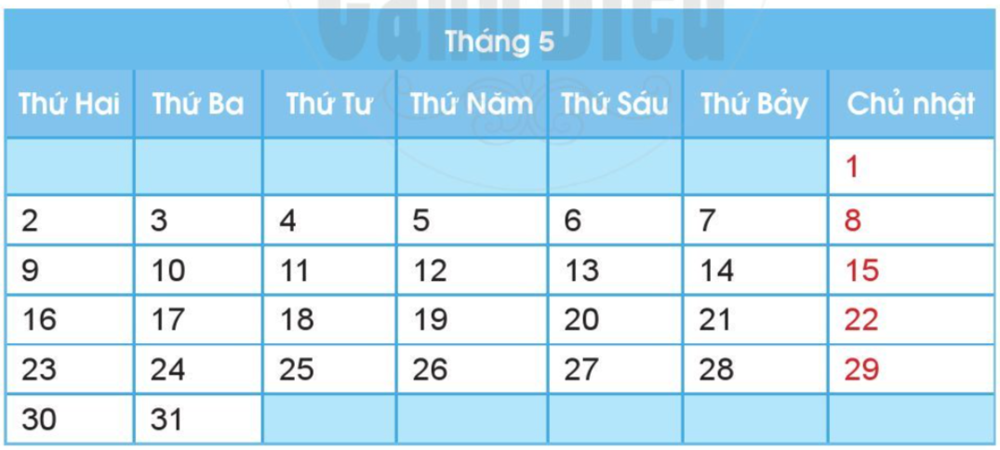 Cánh Diều
Tháng 5
Thứ Hai Thứ Ba Thứ Tư Thứ Năm Thứ Sáu Thứ Bảy Chủ nhật
1
2 3 4 5 6 7 8
9 10 11 12 13 14 15
16 17 18 19 20 21 22
23 24 25 26 27 28 29
30 31